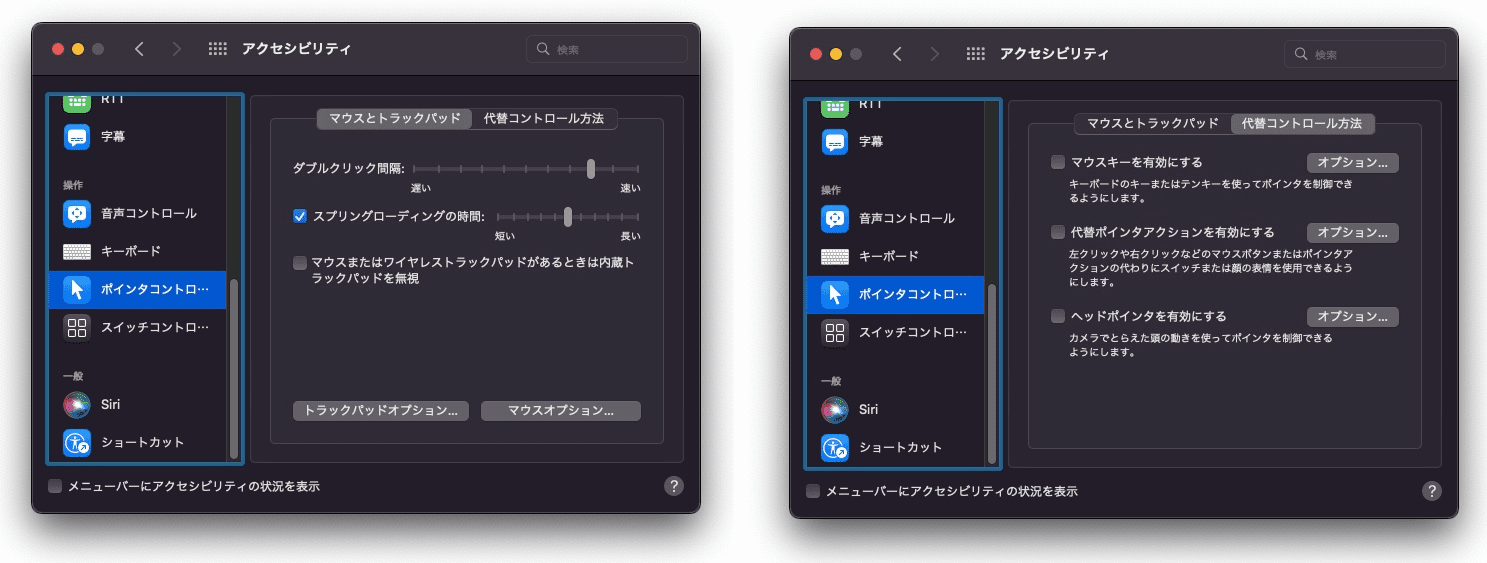 アクセシビリティ
検索
RTT
字幕
操作
音声コントロール
キーボード
ポインタコントロ…
スイッチコントロ…
一般
Siri
ショートカット
マウスとトラックパッド
代替コントロール方法
ダブルクリック間隔:
遅い
速い
スプリングローディングの時間:
短い
長い
マウスまたはワイヤレストラックパッドがあるときは内蔵ト
ラックパッドを無視
トラックパッドオプション...
マウスオプション...
メニューバーにアクセシビリティの状況を表示
?
アクセシビリティ
検索
RTT
字幕
操作
音声コントロール
キーボード
ポインタコントロ…
スイッチコントロ…
一般
Siri
ショートカット
マウスとトラックパッド
代替コントロール方法
マウスキーを有効にする
オプション...
キーボードのキーまたはテンキーを使ってポインタを制御でき
るようにします。
代替ポインタアクションを有効にする
オプション...
左クリックや右クリックなどのマウスボタンまたはポインタア
クションの代わりにスイッチまたは顔の表情を使用できるよう
にします。
ヘッドポインタを有効にする
オプション...
カメラでとらえた頭の動きを使ってポインタを制御できる
ようにします。
メニューバーにアクセシビリティの状況を表示
?